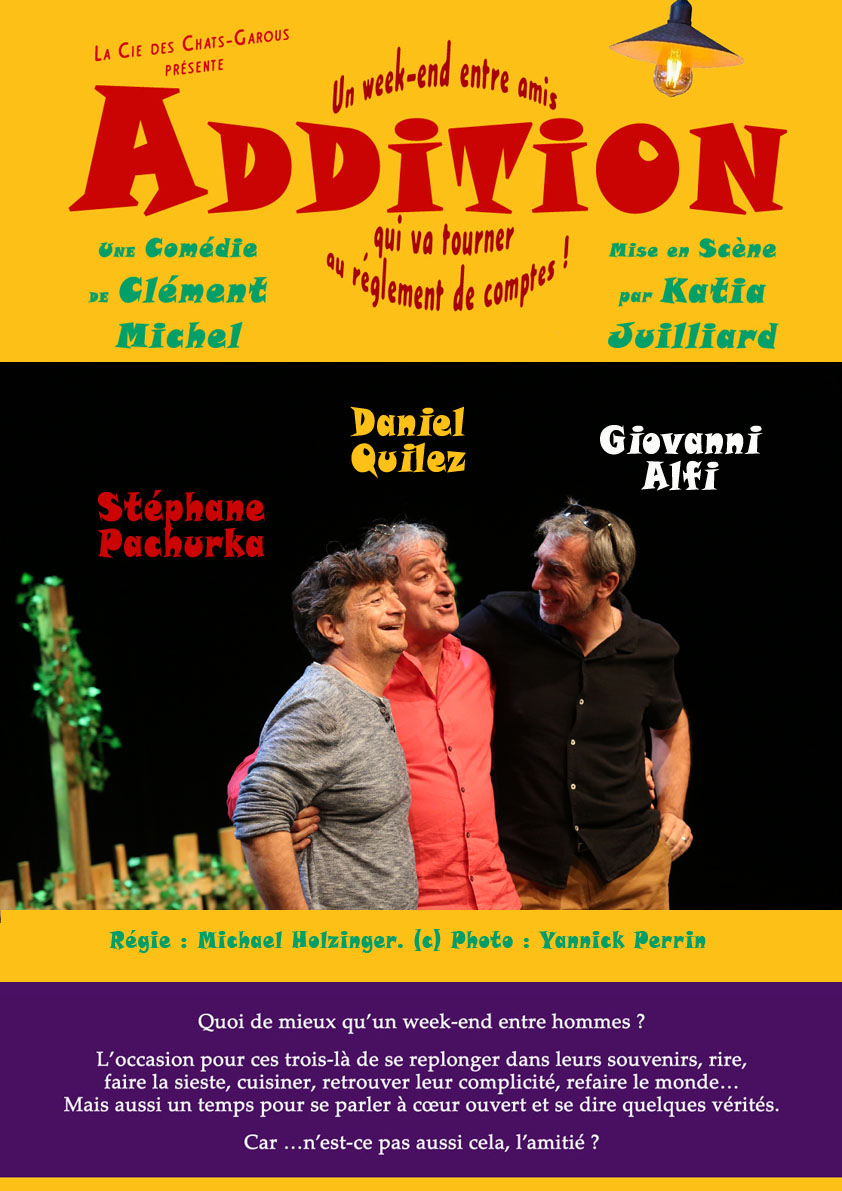 La Cie des Chats-Garous
présente
Un week-end entre amis
ADDiTiON
qui va tourner
au réglement de comptes !
Une Comédie
de Clément
Michel
Mise en Scène
par Katia
Juilliard
Daniel
Quilez
Giovanni
Alfi
Stéphane
Pachurka
Régie : Michael Holzinger. (c) Photo : Yannick Perrin
Quoi de mieux qu’un week-end entre hommes ?
L’occasion pour ces trois-là de se replonger dans leurs souvenirs, rire,
faire la sieste, cuisiner, retrouver leur complicité, refaire le monde…
Mais aussi un temps pour se parler à cœur ouvert et se dire quelques vérités.
Car …n’est-ce pas aussi cela, l’amitié ?